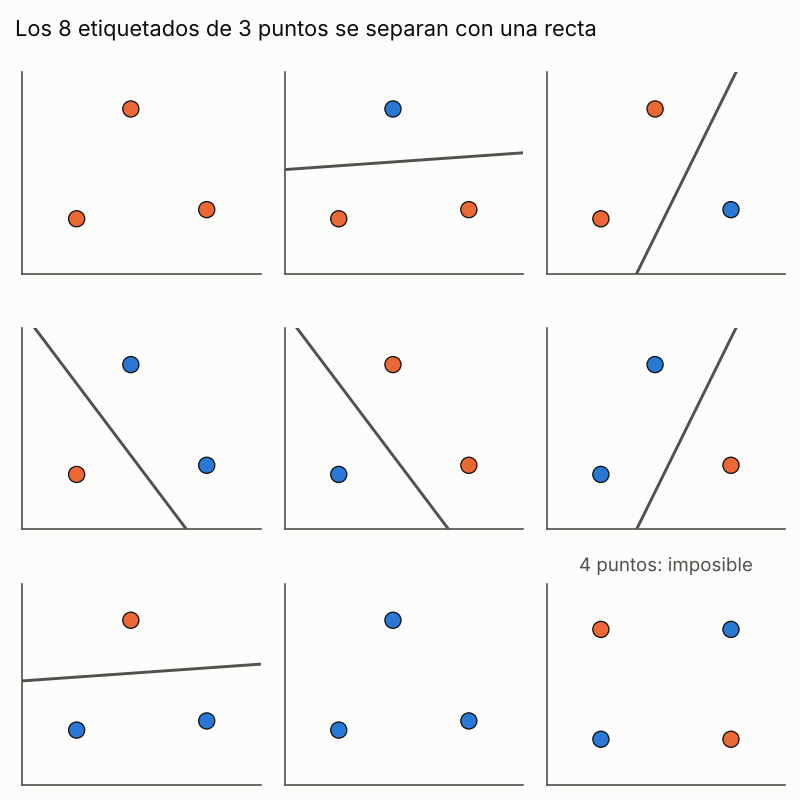 Los 8 etiquetados de 3 puntos se separan con una recta
4 puntos: imposible